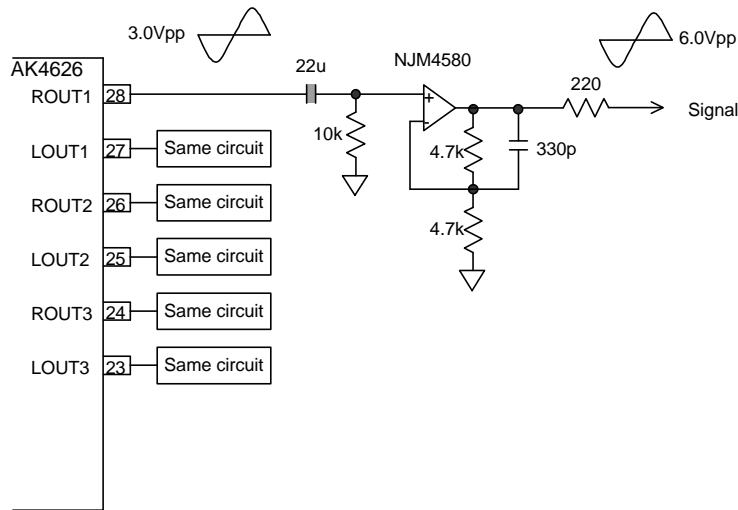 3.0Vpp
6.0Vpp
AK4626
22u
NJM4580
ROUT1 28
+
-
220
Signal
10k
4.7k
330p
LOUT1 27 Same circuit
ROUT2 26 Same circuit
4.7k
LOUT2 25 Same circuit
ROUT3 24 Same circuit
LOUT3 23 Same circuit